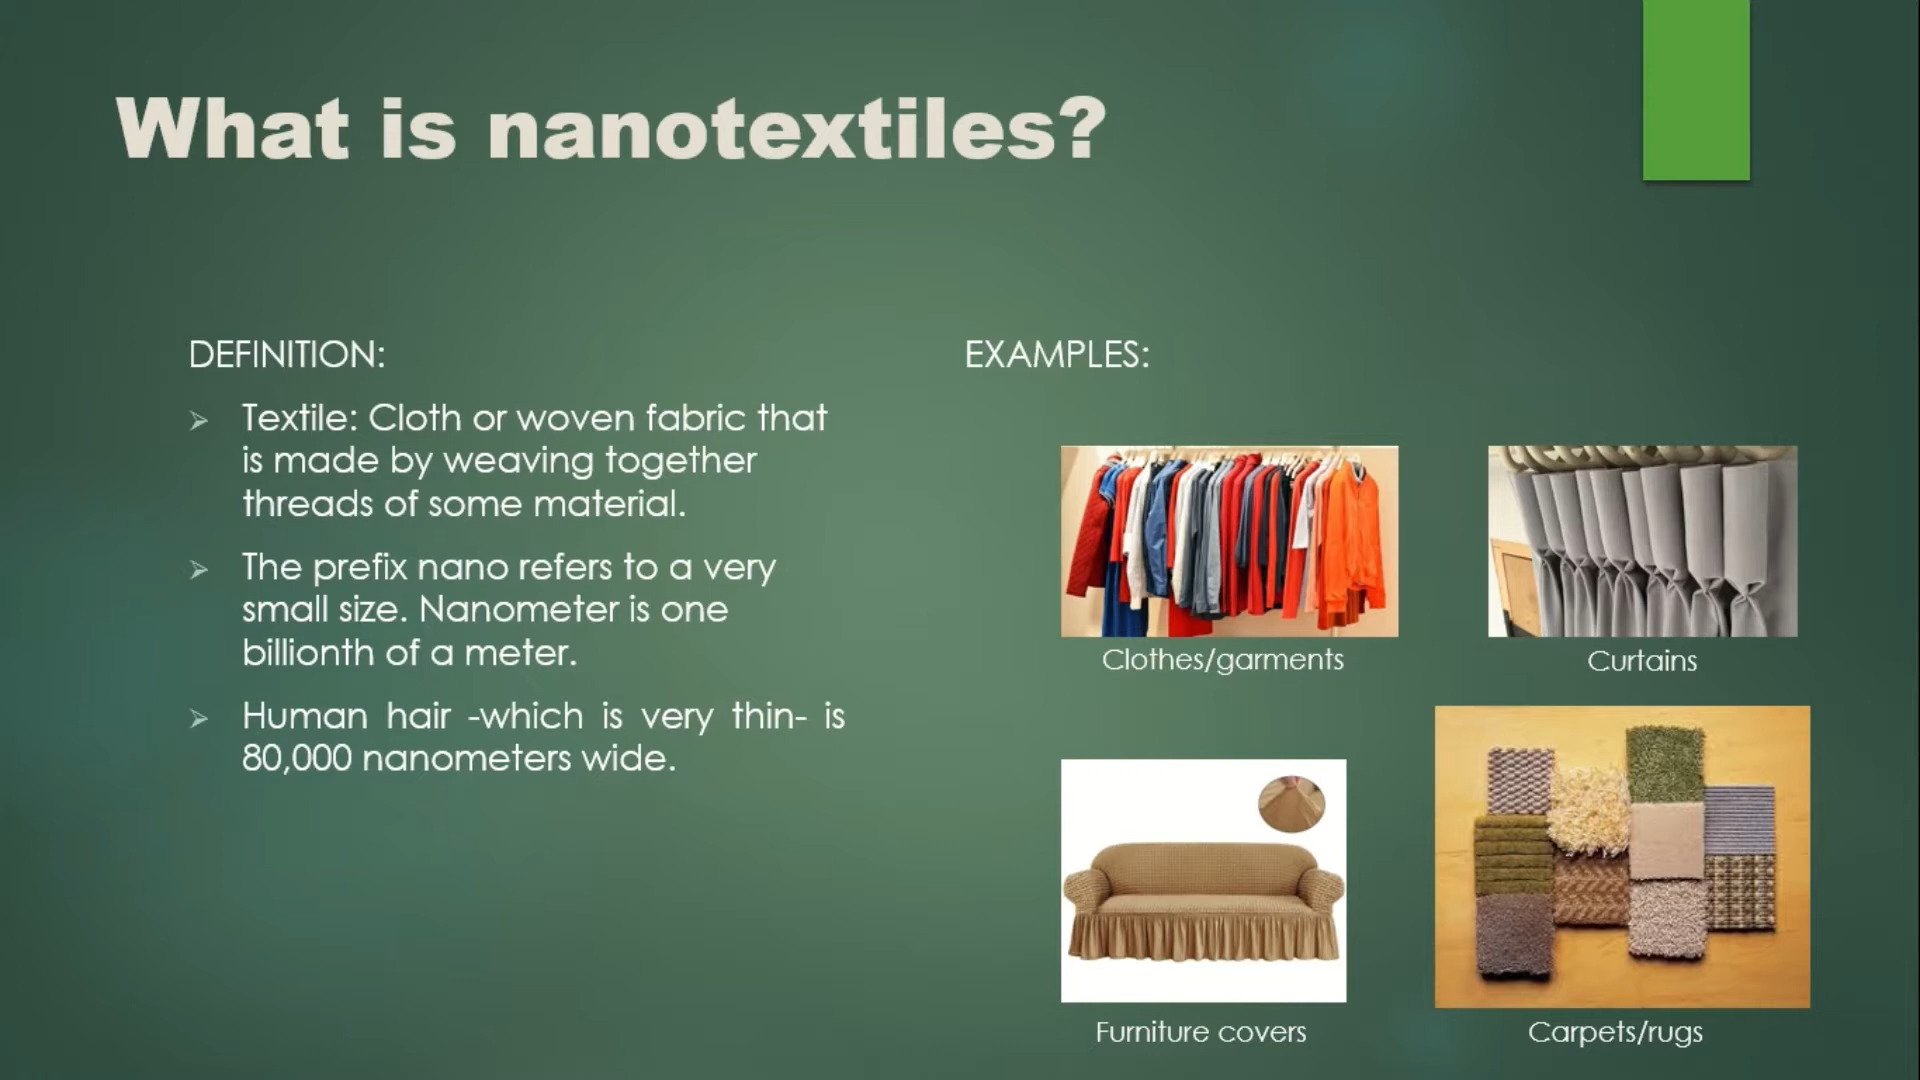 What is nanotextiles?
DEFINITION:
Textile: Cloth or woven fabric that
is made by weaving together
threads of some material.
The prefix nano refers to a very
small size. Nanometer is one
billionth of a meter.
Human hair -which is very thin- is
80,000 nanometers wide.
EXAMPLES:
Clothes/garments
Curtains
Furniture covers
Carpets/rugs